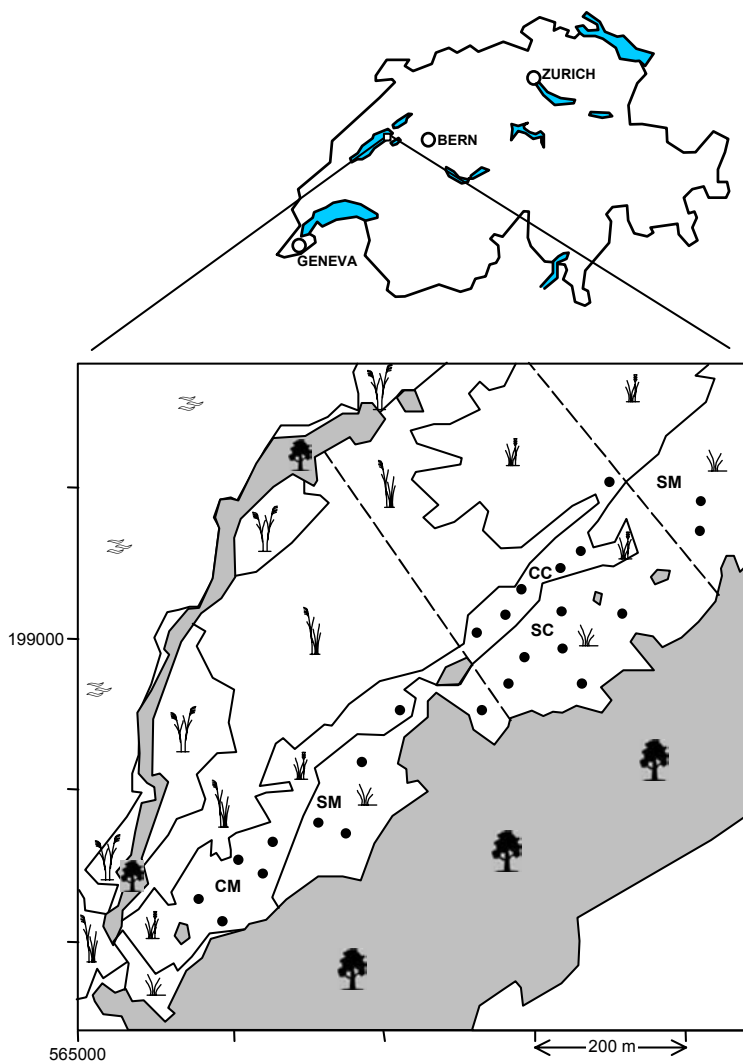 ZURICH
BERN
GENEVA
SM
CC
199000
SC
SM
CM
200 m
565000